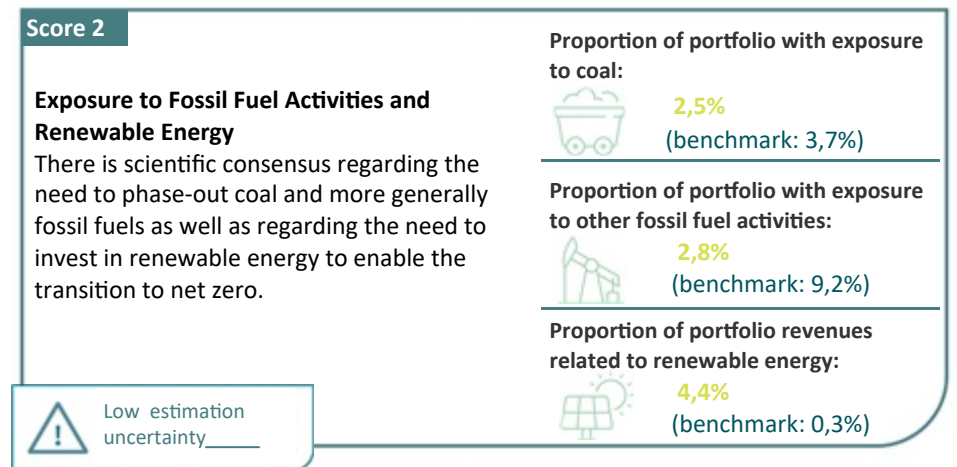 Score 2
Exposure to Fossil Fuel Activities and
Renewable Energy
There is scientific consensus regarding the
need to phase-out coal and more generally
fossil fuels as well as regarding the need to
invest in renewable energy to enable the
transition to net zero.
Low estimation
uncertainty_____
Proportion of portfolio with exposure
to coal:
2,5%
(benchmark: 3,7%)
Proportion of portfolio with exposure
to other fossil fuel activities:
2,8%
(benchmark: 9,2%)
Proportion of portfolio revenues
related to renewable energy:
4,4%
(benchmark: 0,3%)